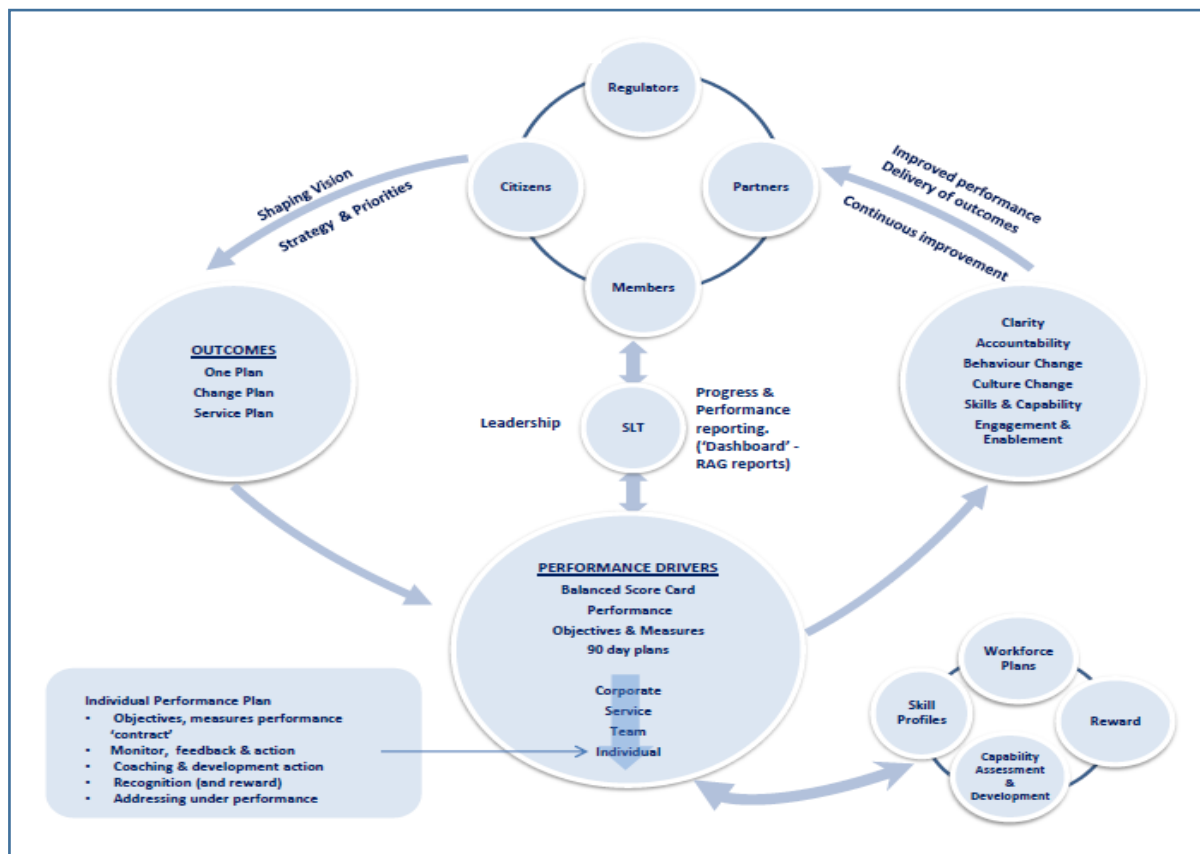 Regulators
Citizens
Partners
Members
Shaping Vision
Strategy & Priorities
Improved performance
Delivery of outcomes
Continuous improvement
OUTCOMES
One Plan
Change Plan
Service Plan
Leadership
SLT
Progress &
Performance
reporting.
(‘Dashboard’ -
RAG reports)
Clarity
Accountability
Behaviour Change
Culture Change
Skills & Capability
Engagement &
Enablement
PERFORMANCE DRIVERS
Balanced Score Card
Performance
Objectives & Measures
90 day plans
Corporate
Service
Team
Individual
Individual Performance Plan
• Objectives, measures performance
‘contract’
• Monitor, feedback & action
• Coaching & development action
• Recognition (and reward)
• Addressing under performance
Workforce
Plans
Skill
Profiles
Reward
Capability
Assessment
&
Development